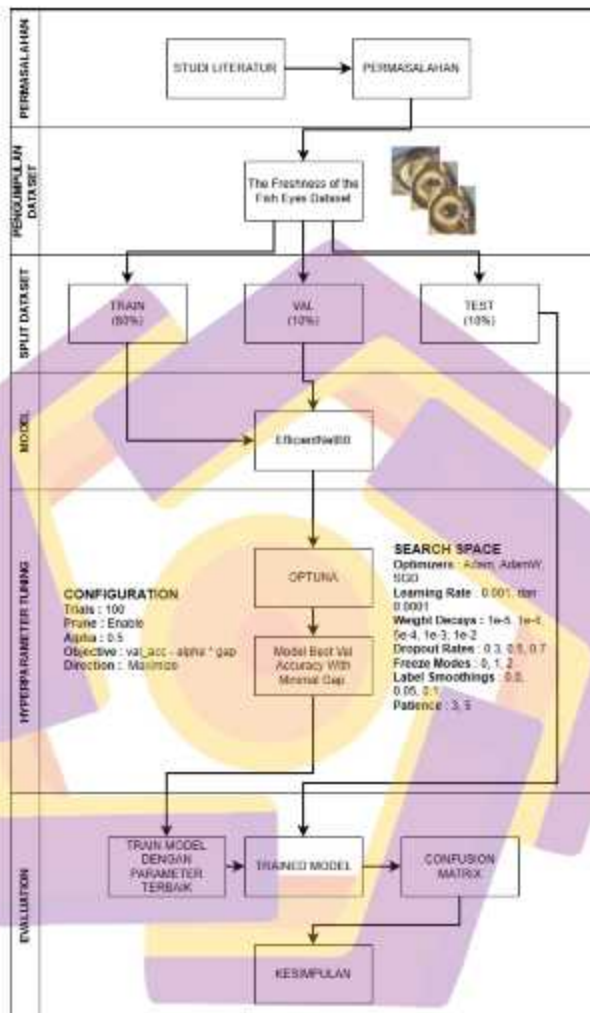 PERMASALAHAN
STUDI LITERATUR
PERMASALAHAN
PENGUMPULAN
DATASET
The Freshness of the
Fish Eyes Dataset
SPLIT DATASET
TRAIN
(80%)
VAL
(10%)
TEST
(10%)
MODEL
EfficientNetB0
HYPERPARAMETER TUNING
OPTUNA
CONFIGURATION
Trials : 100
Prune : Enable
Alpha : 0.5
Objective : val_acc - alpha * gap
Direction : Maximize
Model Best Val
Accuracy With
Minimal Gap
SEARCH SPACE
Optimizers : Adam, AdamW,
SGD
Learning Rate : 0.001, dan
0.0001
Weight Decays : 1e-5, 1e-4,
5e-4, 1e-3, 1e-2
Dropout Rates : 0.3, 0.5, 0.7
Freeze Modes : 0, 1, 2
Label Smoothings : 0.0,
0.05, 0.1
Patience : 3, 5
EVALUATION
TRAIN MODEL
DENGAN
PARAMETER
TERBAIK
TRAINED MODEL
CONFUSION
MATRIX
KESIMPULAN